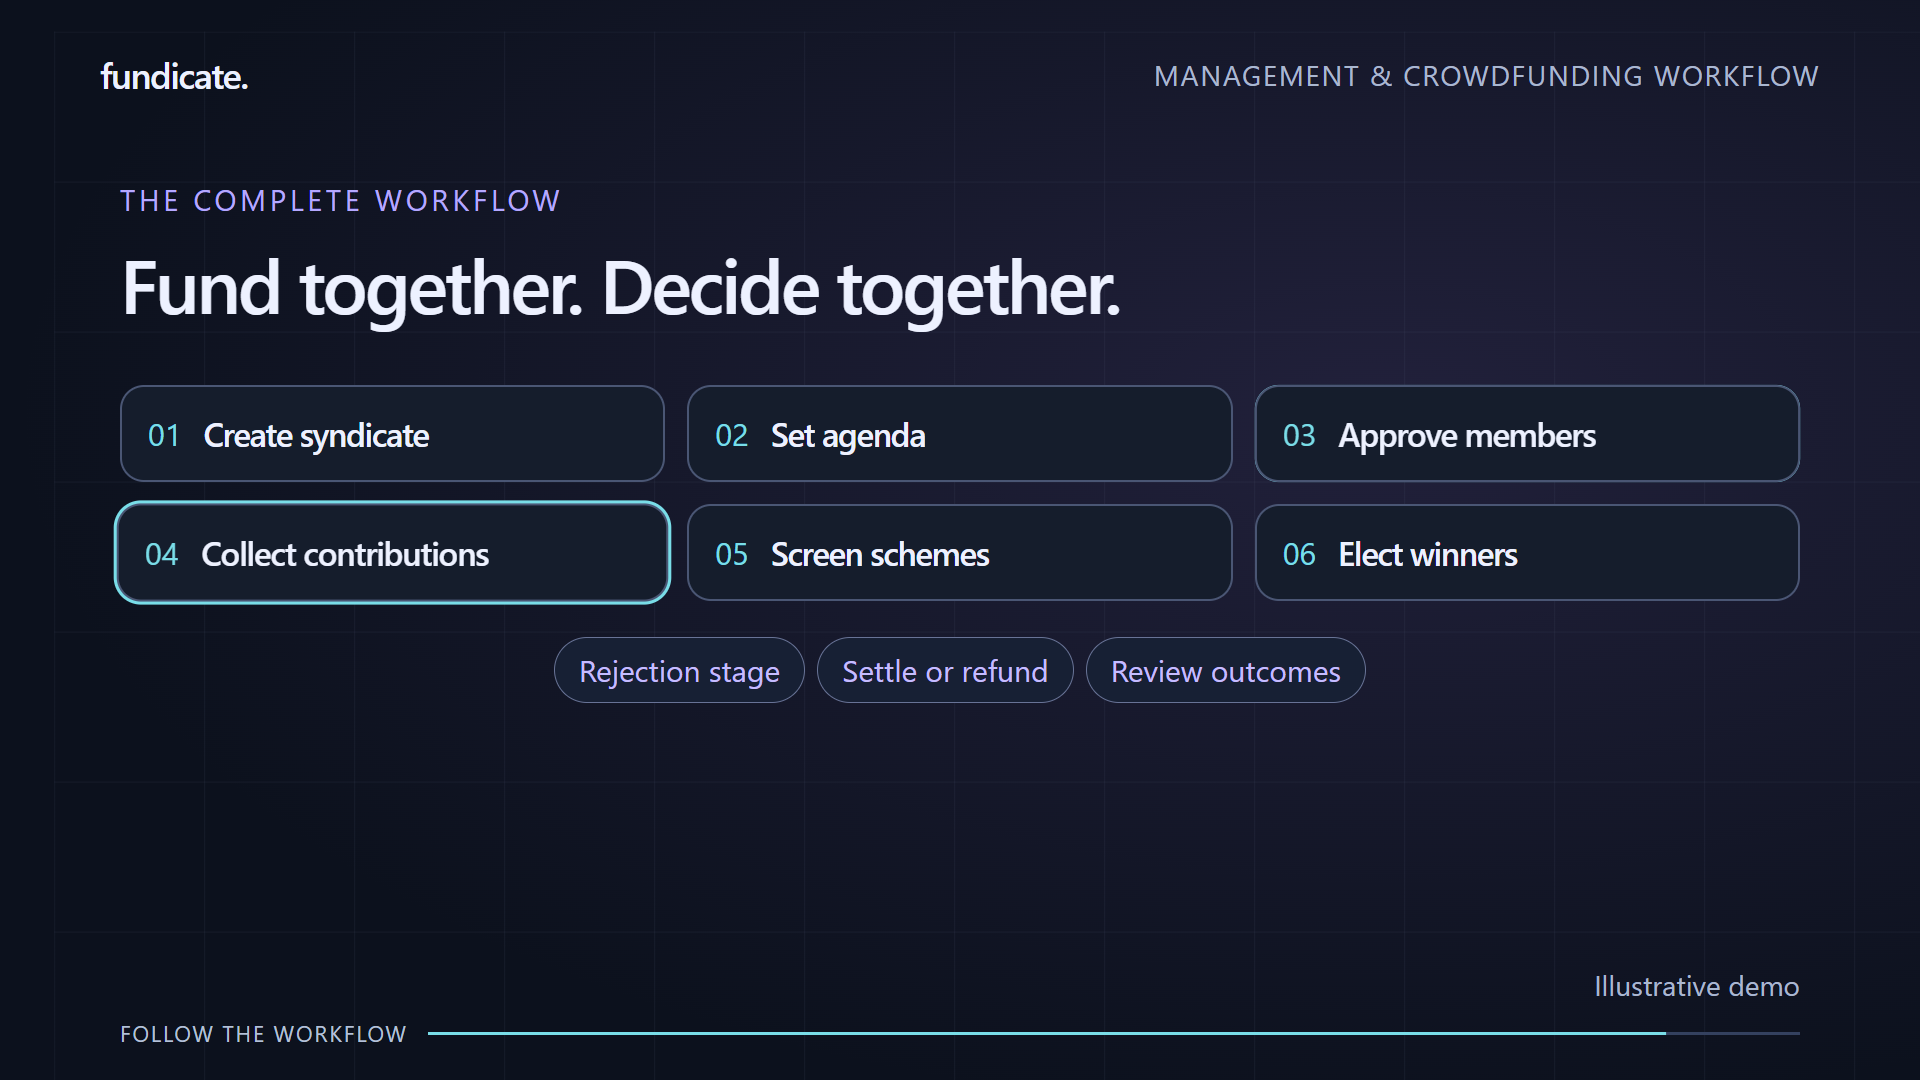 fundicate.
MANAGEMENT & CROWDFUNDING WORKFLOW
THE COMPLETE WORKFLOW
Fund together. Decide together.
01 Create syndicate
02 Set agenda
03 Approve members
04 Collect contributions
05 Screen schemes
06 Elect winners
Rejection stage
Settle or refund
Review outcomes
Illustrative demo
FOLLOW THE WORKFLOW